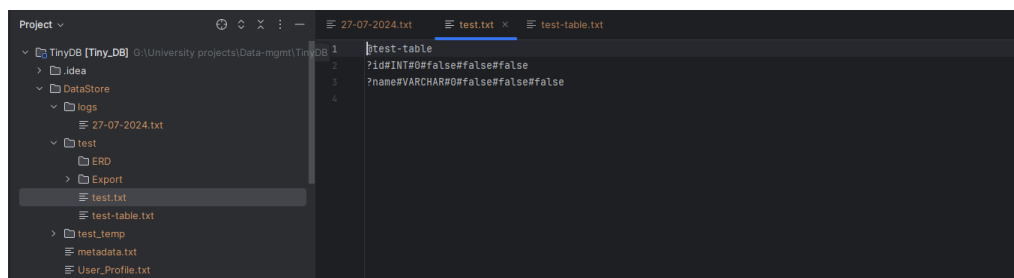 Project
TinyDB [Tiny_DB] G:\University projects\Data-mgmt\TinyDB
.idea
DataStore
logs
27-07-2024.txt
test
ERD
Export
test.txt
test-table.txt
test_temp
metadata.txt
User_Profile.txt
27-07-2024.txt test.txt test-table.txt
1 @test-table
2 ?id#INT#0#false#false#false
3 ?name#VARCHAR#0#false#false#false
4